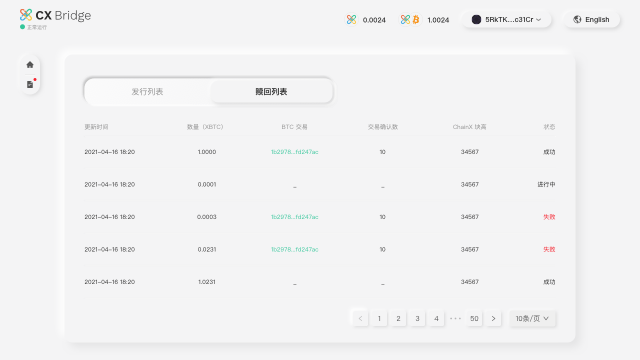 CX Bridge
正常运行
0.0024
1.0024
5RkTK...c31Cr
English
发行列表
赎回列表
更新时间 数量（XBTC） BTC 交易 交易确认数 ChainX 块高 状态
2021-04-16 18:20 1.0000 1b2978...fd247ac 10 34567 成功
2021-04-16 18:20 0.0001 _ _ 34567 进行中
2021-04-16 18:20 0.0003 1b2978...fd247ac 10 34567 失败
2021-04-16 18:20 0.0231 1b2978...fd247ac 10 34567 失败
2021-04-16 18:20 1.0231 _ _ 34567 成功
< 1 2 3 4 ··· 50 > 10条/页